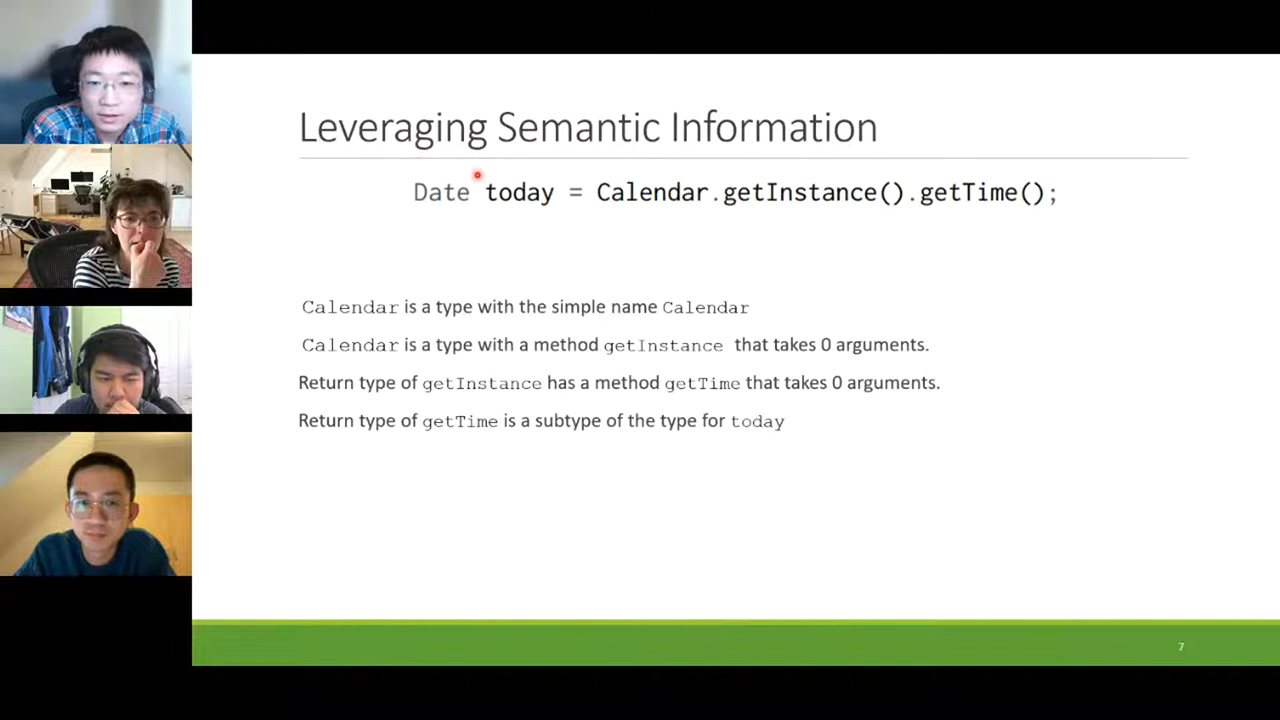 Leveraging Semantic Information
Date today = Calendar.getInstance().getTime();
Calendar is a type with the simple name Calendar
Calendar is a type with a method getInstance that takes 0 arguments.
Return type of getInstance has a method getTime that takes 0 arguments.
Return type of getTime is a subtype of the type for today
7